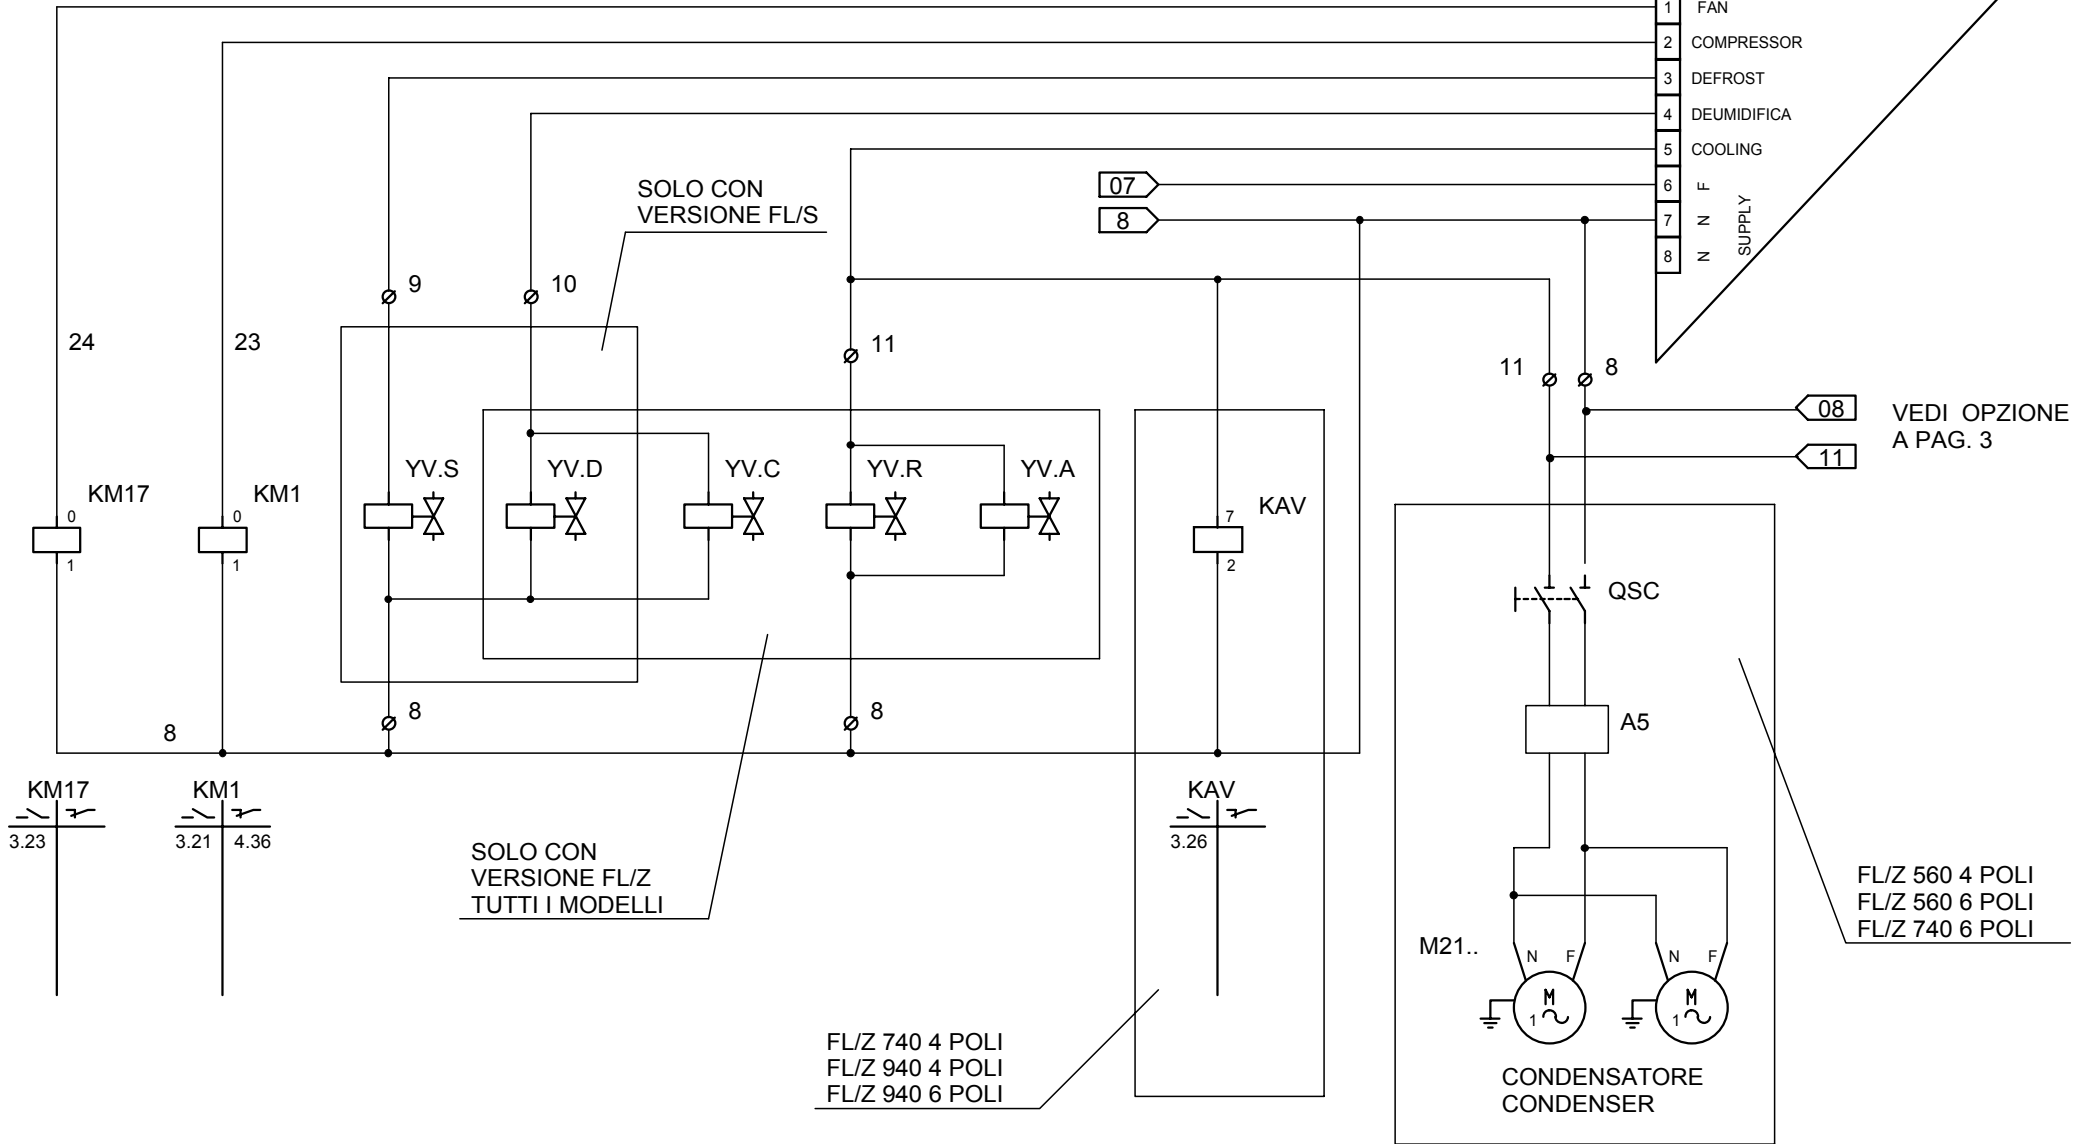 1 FAN
2 COMPRESSOR
3 DEFROST
4 DEUMIDIFICA
5 COOLING
6 F
7 N
8 N
SUPPLY
07
8
SOLO CON
VERSIONE FL/S
9
10
24
23
11
11
8
08
11
VEDI OPZIONE
A PAG. 3
KM17
0
1
KM1
0
1
YV.S
YV.D
YV.C
YV.R
YV.A
KAV
7
2
QSC
A5
8
8
8
KM17
3.23
KM1
3.21 4.36
KAV
3.26
SOLO CON
VERSIONE FL/Z
TUTTI I MODELLI
FL/Z 560 4 POLI
FL/Z 560 6 POLI
FL/Z 740 6 POLI
M21..
N F
M
1
N F
M
1
FL/Z 740 4 POLI
FL/Z 940 4 POLI
FL/Z 940 6 POLI
CONDENSATORE
CONDENSER